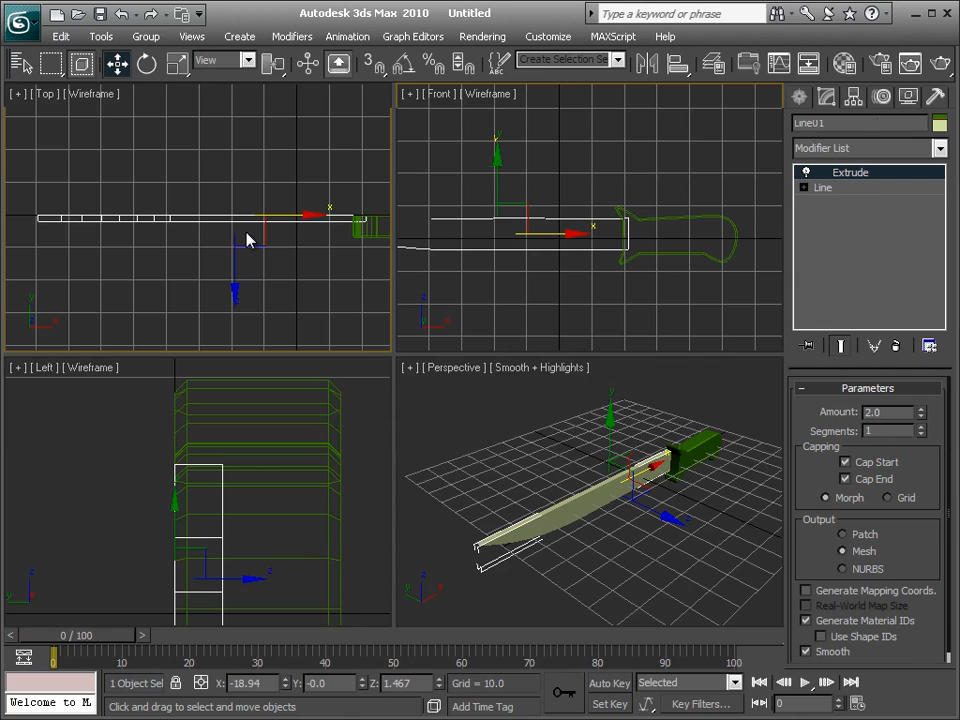 Autodesk 3ds Max 2010 Untitled
Type a keyword or phrase
Edit Tools Group Views Create Modifiers Animation Graph Editors Rendering Customize MAXScript Help
View
3
Create Selection Se
[ + ] [ Top ] [ Wireframe ]
[ + ] [ Front ] [ Wireframe ]
[ + ] [ Left ] [ Wireframe ]
[ + ] [ Perspective ] [ Smooth + Highlights ]
Line01
Modifier List
Extrude
Line
Parameters
Amount: 2.0
Segments: 1
Capping
Cap Start
Cap End
Morph Grid
Output
Patch
Mesh
NURBS
Generate Mapping Coords.
Real-World Map Size
Generate Material IDs
Use Shape IDs
Smooth
< 0 / 100 >
0 10 20 30 40 50 60 70 80 90 100
1 Object Sel X: -18.94 Y: -0.0 Z: 1.467 Grid = 10.0 Auto Key Selected
Welcome to M Click and drag to select and move objects Add Time Tag Set Key Key Filters... 0